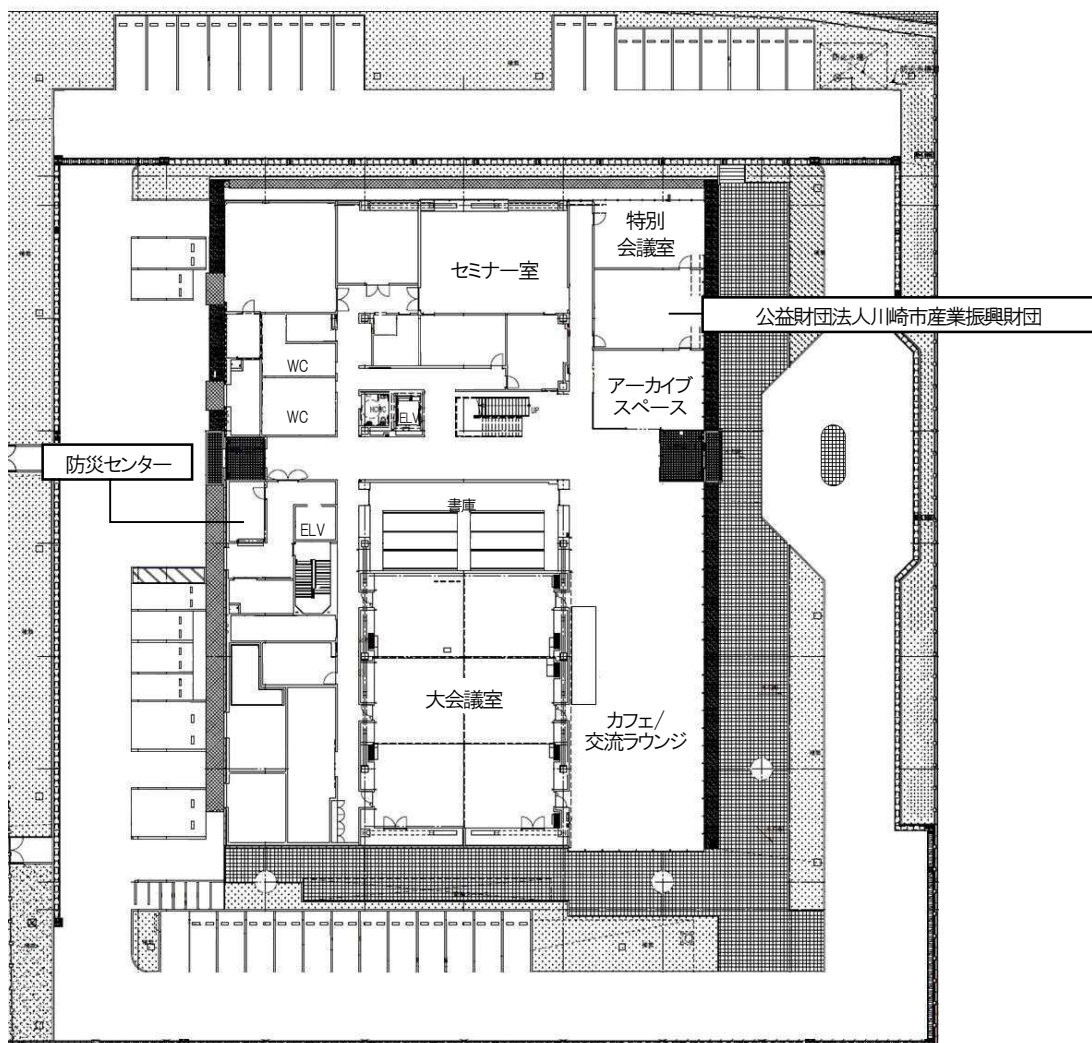 特別
会議室
セミナー室
公益財団法人川崎市産業振興財団
WC
アーカイブ
スペース
WC
ELV
UP
防災センター
書庫
ELV
大会議室
カフェ/
交流ラウンジ